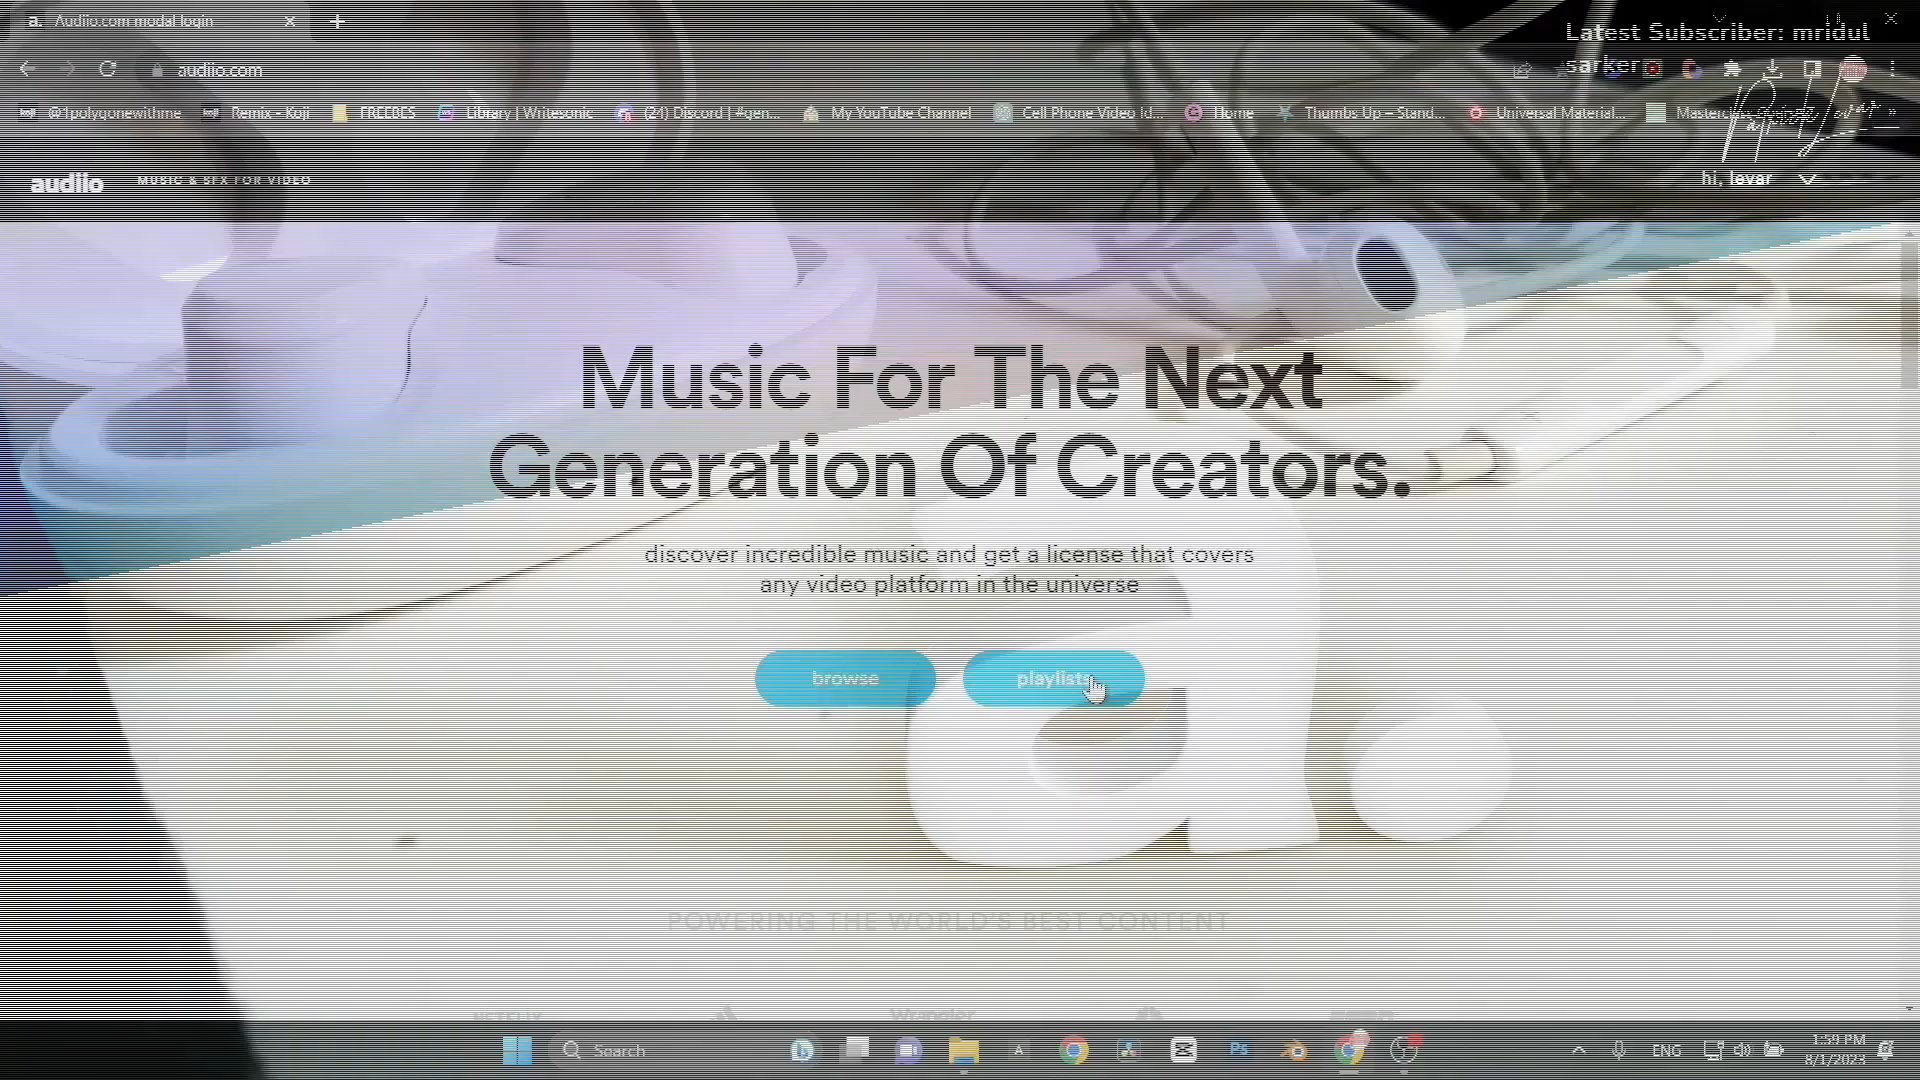 a. Audiio.com modal login
Latest Subscriber: mridul
sarker
audiio.com
@1polygonewithme
Remix - Koji
FREEBES
Library | Writesonic
(24) Discord | #gen...
My YouTube Channel
Cell Phone Video Id...
Home
Thumbs Up – Stand...
Universal Material...
audiio
MUSIC & SFX FOR VIDEO
hi, levar
Music For The Next
Generation Of Creators.
discover incredible music and get a license that covers
any video platform in the universe
browse
playlists
a.
POWERING THE WORLD'S BEST CONTENT
NETFLIX
Wrangler
Search
Ps
ENG
1:59 PM
8/1/2023